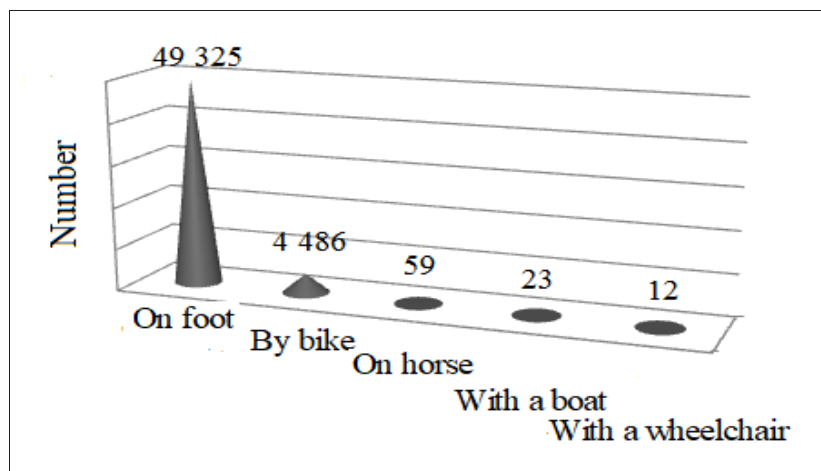 49 325
Number
4 486
59
23
12
On foot
By bike
On horse
With a boat
With a wheelchair